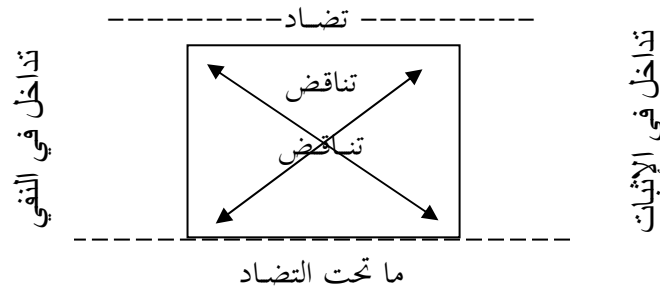 تضاد
تداخل في الإثبات
تناقض
تناقض
تداخل في النفي
ما تحت التضاد